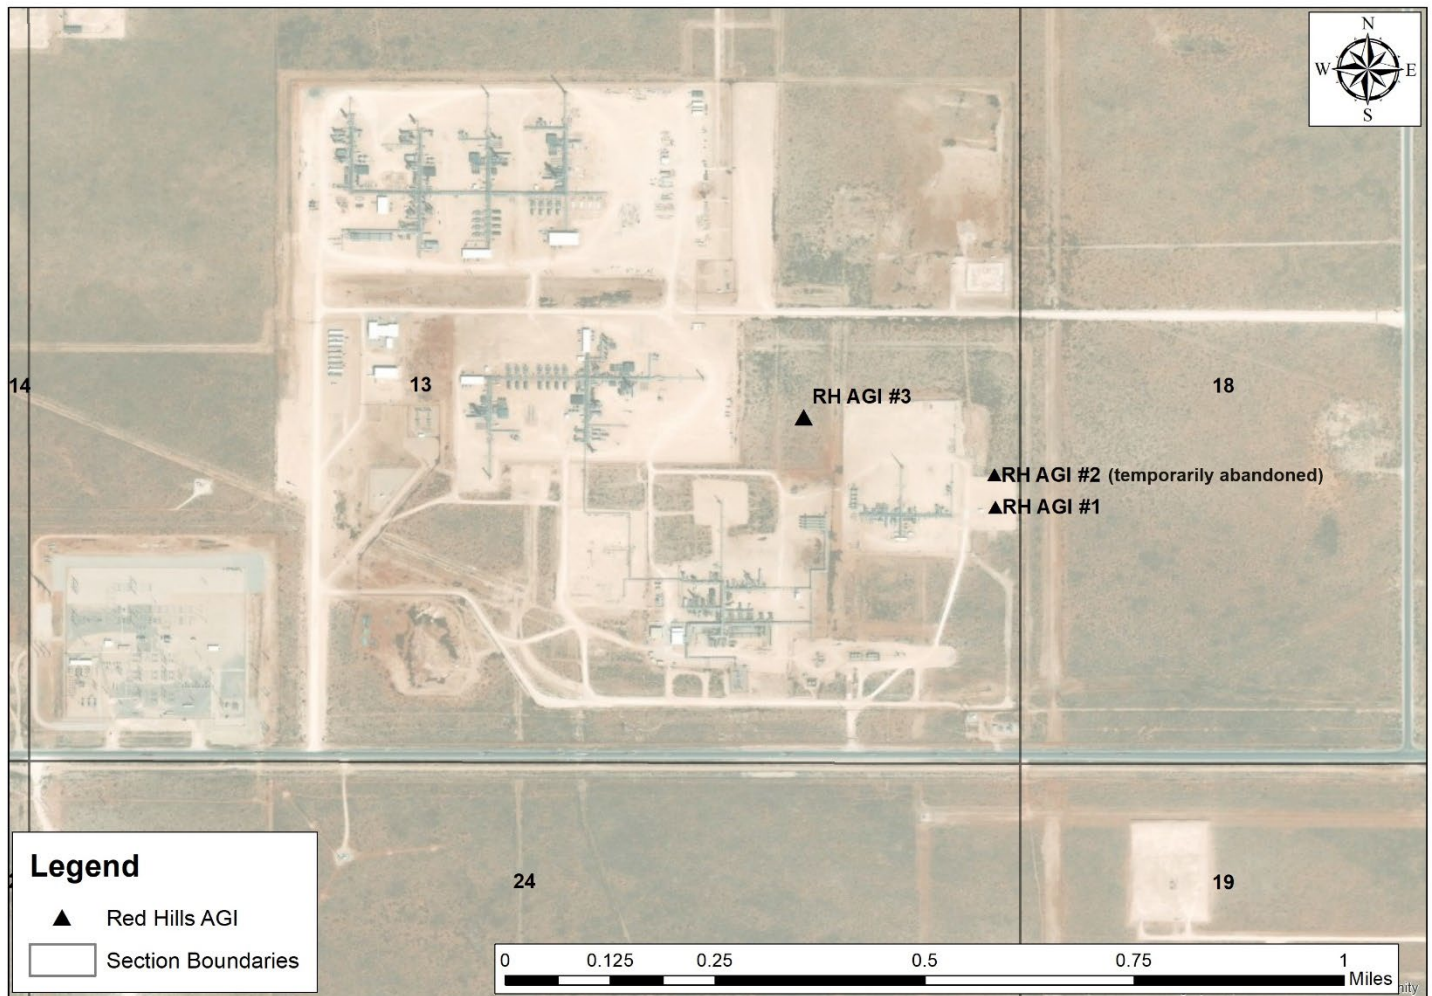 N
W E
S
14
13
18
RH AGI #3
RH AGI #2 (temporarily abandoned)
RH AGI #1
24
19
Legend
Red Hills AGI
Section Boundaries
0 0.125 0.25 0.5 0.75 1
Miles